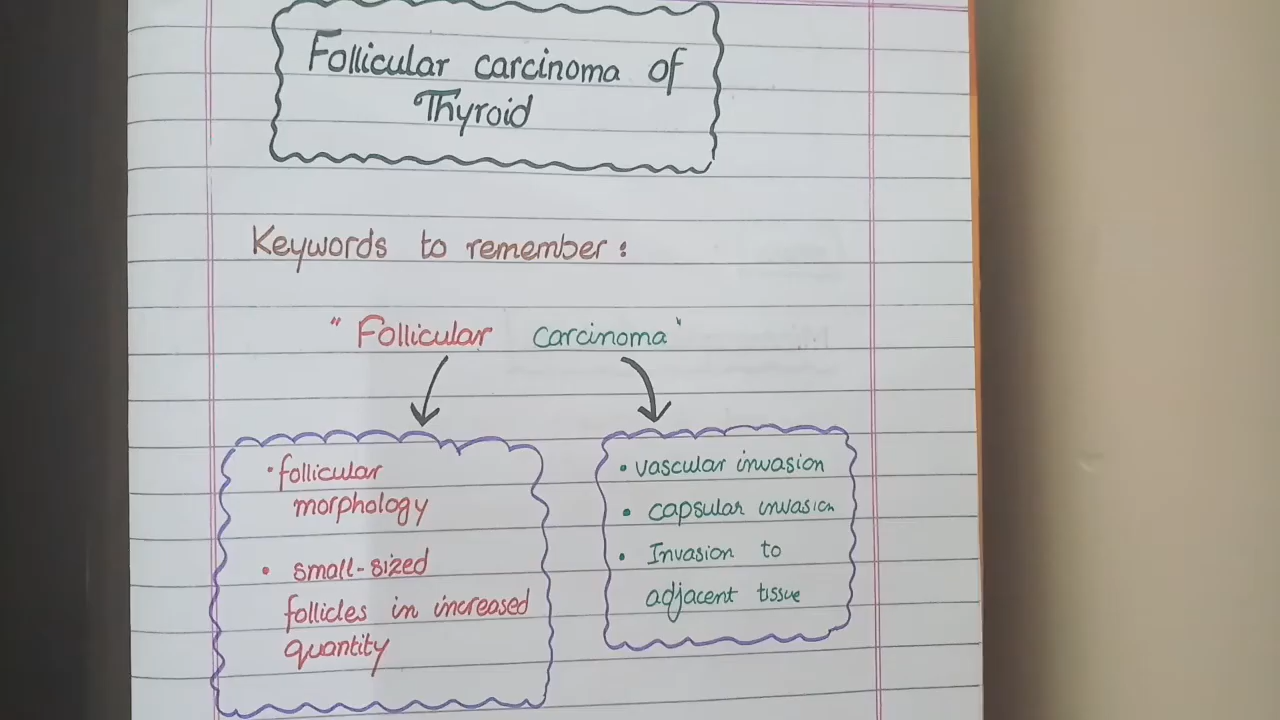 Follicular carcinoma of
Thyroid
Keywords to remember :
" Follicular carcinoma "
• follicular
morphology
• small-sized
follicles in increased
quantity
• vascular invasion
• capsular invasion
• Invasion to
adjacent tissue